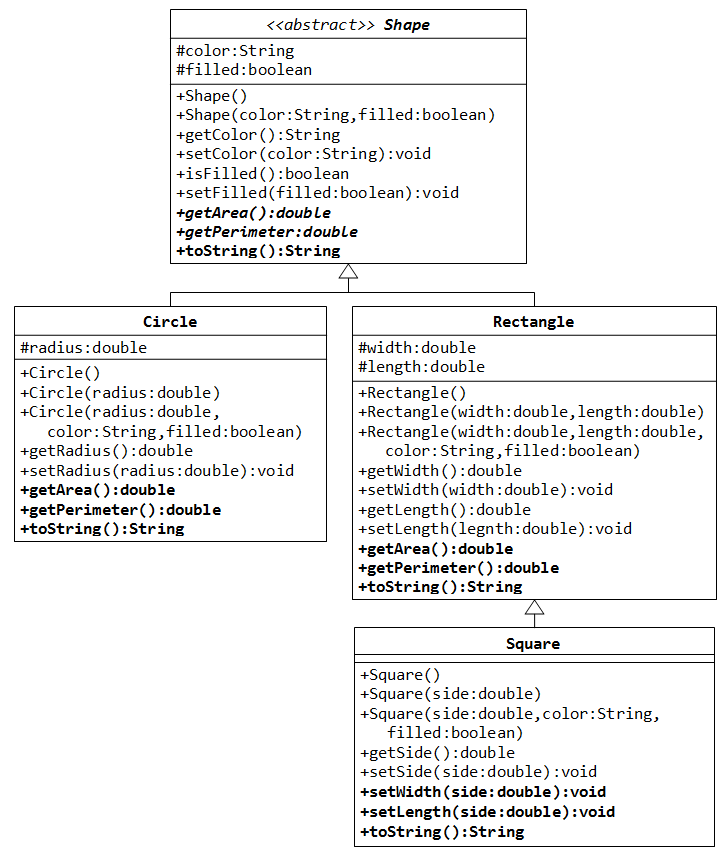 <<abstract>> Shape
#color:String
#filled:boolean
+Shape()
+Shape(color:String,filled:boolean)
+getColor():String
+setColor(color:String):void
+isFilled():boolean
+setFilled(filled:boolean):void
+getArea():double
+getPerimeter:double
+toString():String
Circle
#radius:double
+Circle()
+Circle(radius:double)
+Circle(radius:double,
color:String,filled:boolean)
+getRadius():double
+setRadius(radius:double):void
+getArea():double
+getPerimeter():double
+toString():String
Rectangle
#width:double
#length:double
+Rectangle()
+Rectangle(width:double,length:double)
+Rectangle(width:double,length:double,
color:String,filled:boolean)
+getWidth():double
+setWidth(width:double):void
+getLength():double
+setLength(legnth:double):void
+getArea():double
+getPerimeter():double
+toString():String
Square
+Square()
+Square(side:double)
+Square(side:double,color:String,
filled:boolean)
+getSide():double
+setSide(side:double):void
+setWidth(side:double):void
+setLength(side:double):void
+toString():String